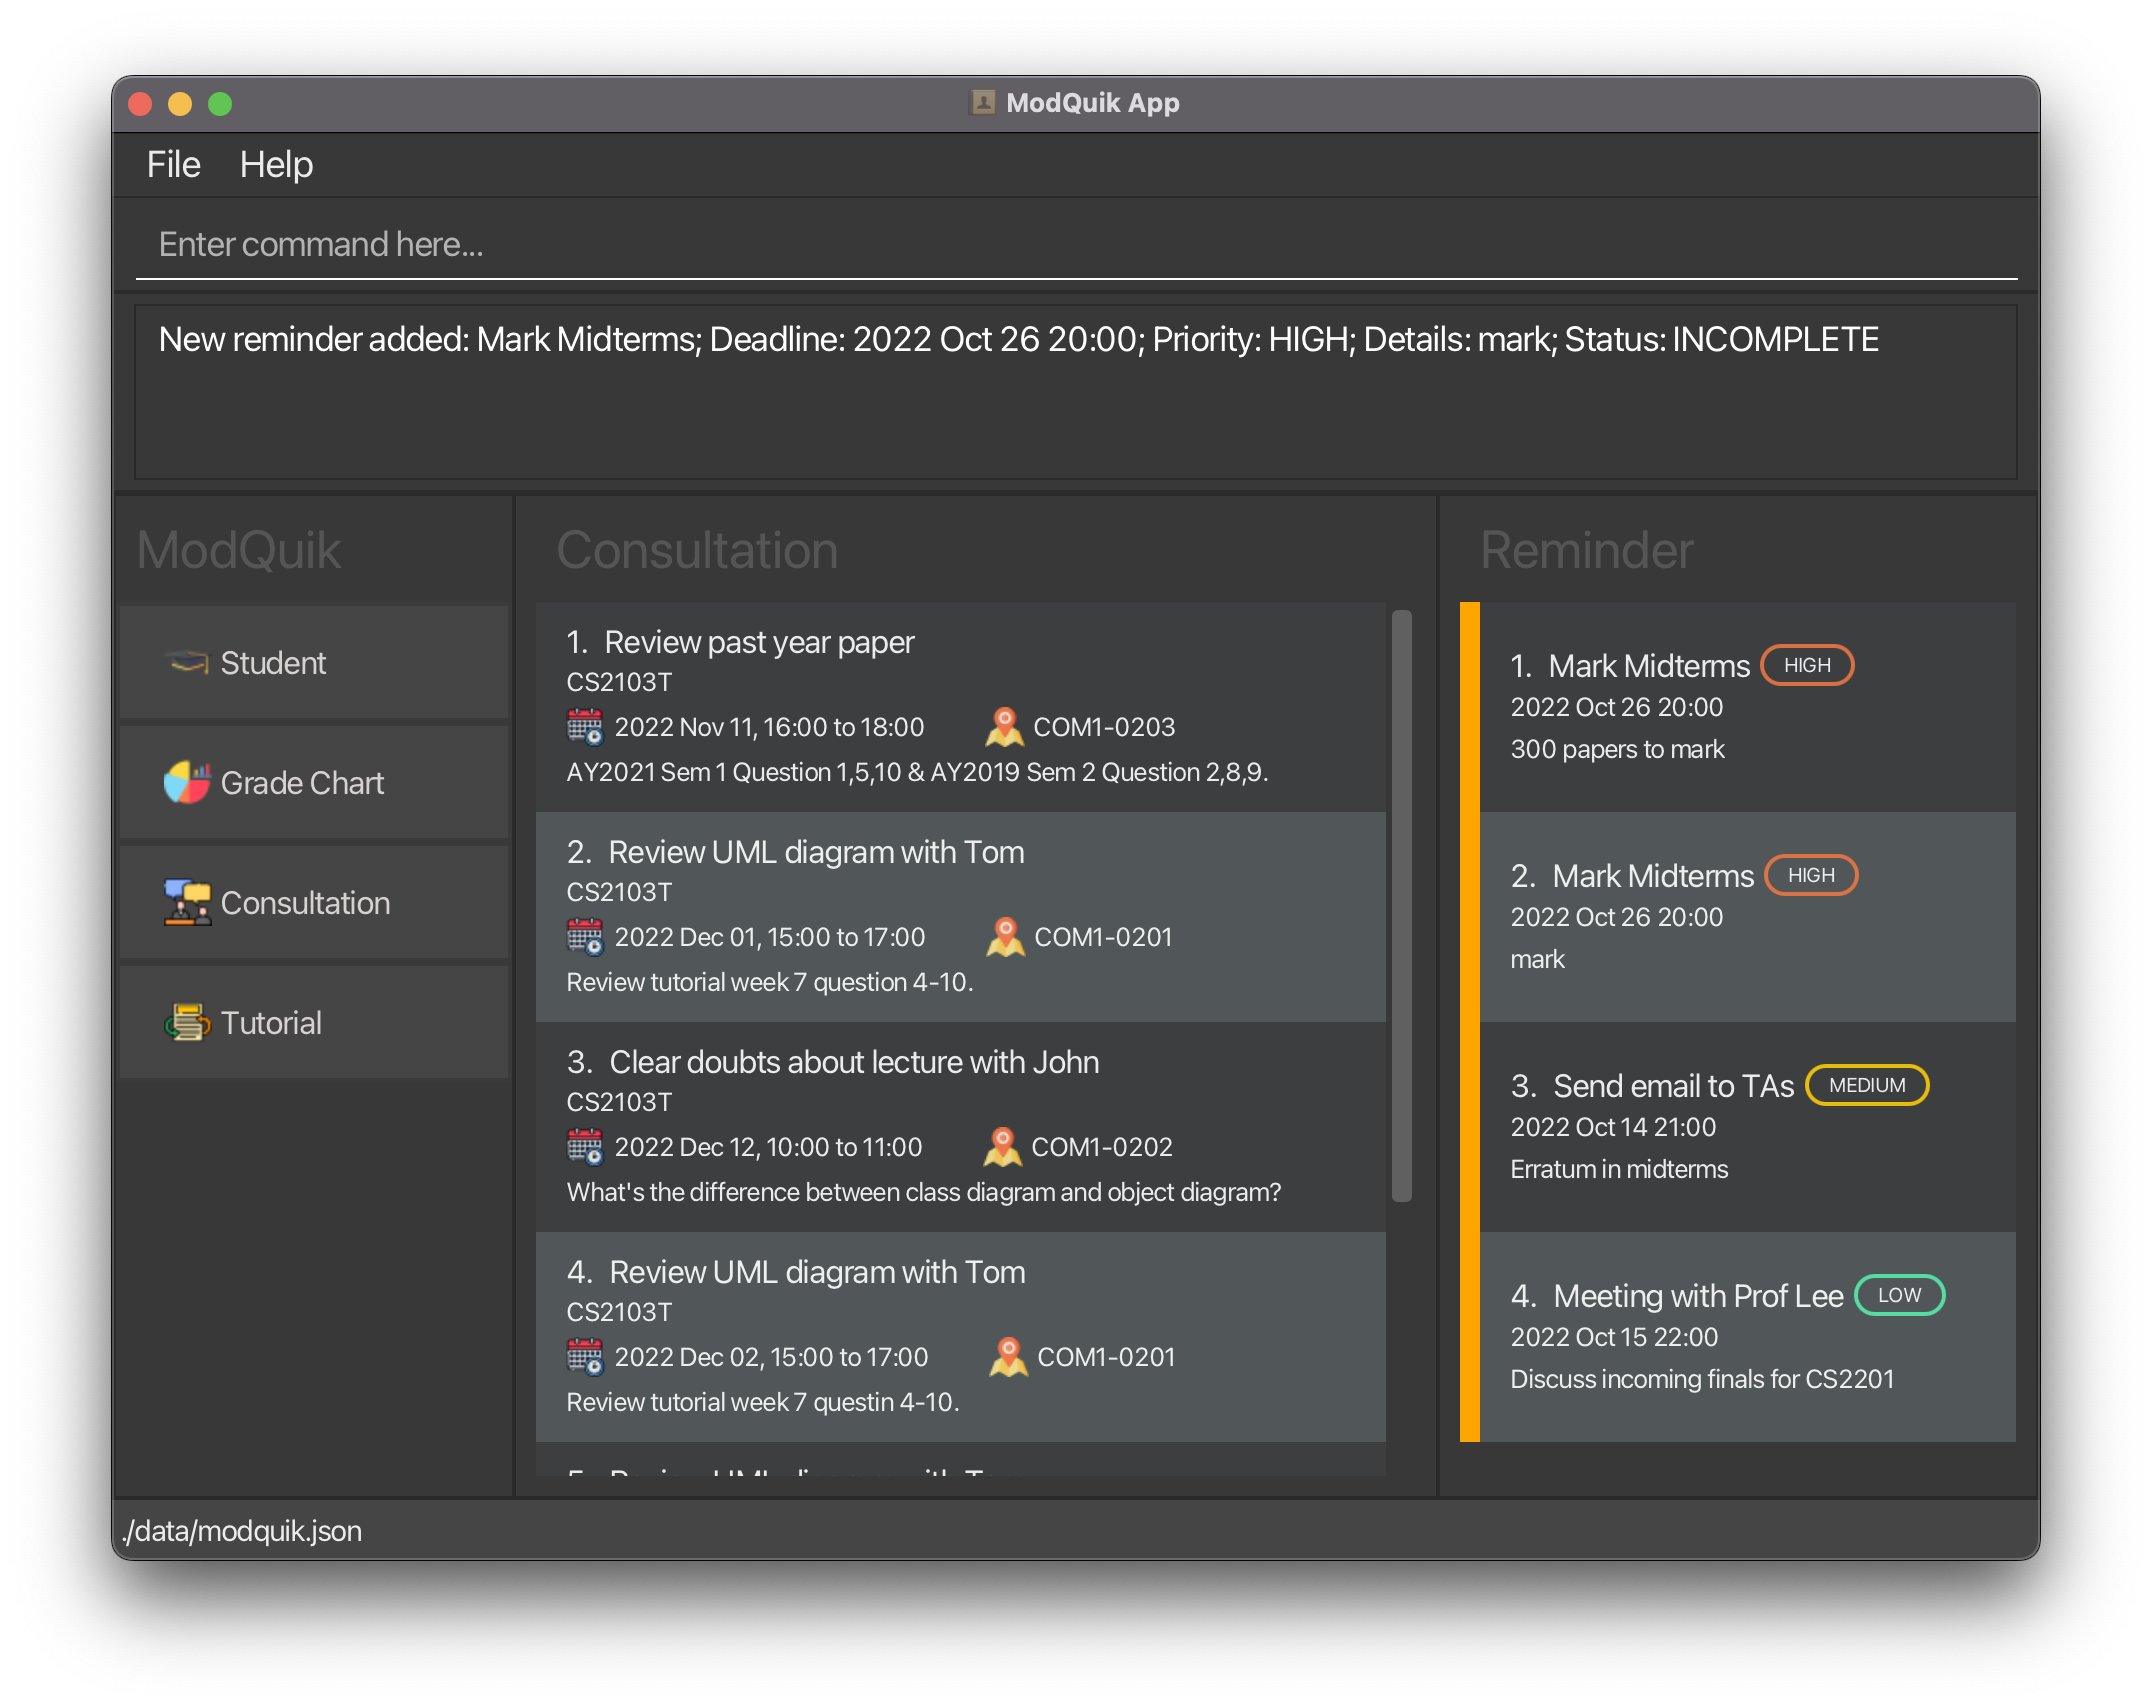 ModQuik App
File Help
Enter command here...
New reminder added: Mark Midterms; Deadline: 2022 Oct 26 20:00; Priority: HIGH; Details: mark; Status: INCOMPLETE
ModQuik
Student
Grade Chart
Consultation
Tutorial
Consultation
1. Review past year paper
CS2103T
2022 Nov 11, 16:00 to 18:00 COM1-0203
AY2021 Sem 1 Question 1,5,10 & AY2019 Sem 2 Question 2,8,9.
2. Review UML diagram with Tom
CS2103T
2022 Dec 01, 15:00 to 17:00 COM1-0201
Review tutorial week 7 question 4-10.
3. Clear doubts about lecture with John
CS2103T
2022 Dec 12, 10:00 to 11:00 COM1-0202
What's the difference between class diagram and object diagram?
4. Review UML diagram with Tom
CS2103T
2022 Dec 02, 15:00 to 17:00 COM1-0201
Review tutorial week 7 questin 4-10.
Reminder
1. Mark Midterms HIGH
2022 Oct 26 20:00
300 papers to mark
2. Mark Midterms HIGH
2022 Oct 26 20:00
mark
3. Send email to TAs MEDIUM
2022 Oct 14 21:00
Erratum in midterms
4. Meeting with Prof Lee LOW
2022 Oct 15 22:00
Discuss incoming finals for CS2201
./data/modquik.json